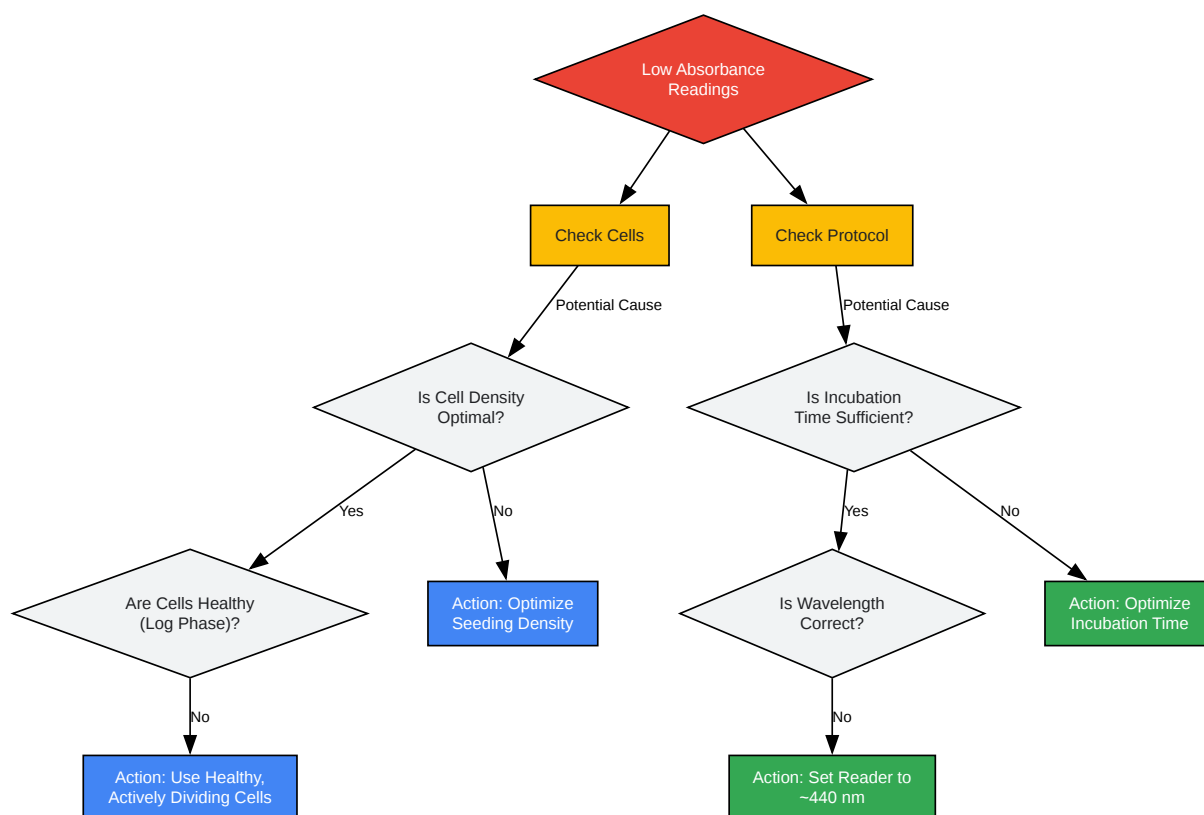 Low Absorbance
Readings
Check Cells
Check Protocol
Potential Cause
Potential Cause
Is Cell Density
Optimal?
Is Incubation
Time Sufficient?
Yes
No
Yes
No
Are Cells Healthy
(Log Phase)?
Action: Optimize
Seeding Density
Is Wavelength
Correct?
Action: Optimize
Incubation Time
No
No
Action: Use Healthy,
Actively Dividing Cells
Action: Set Reader to
~440 nm